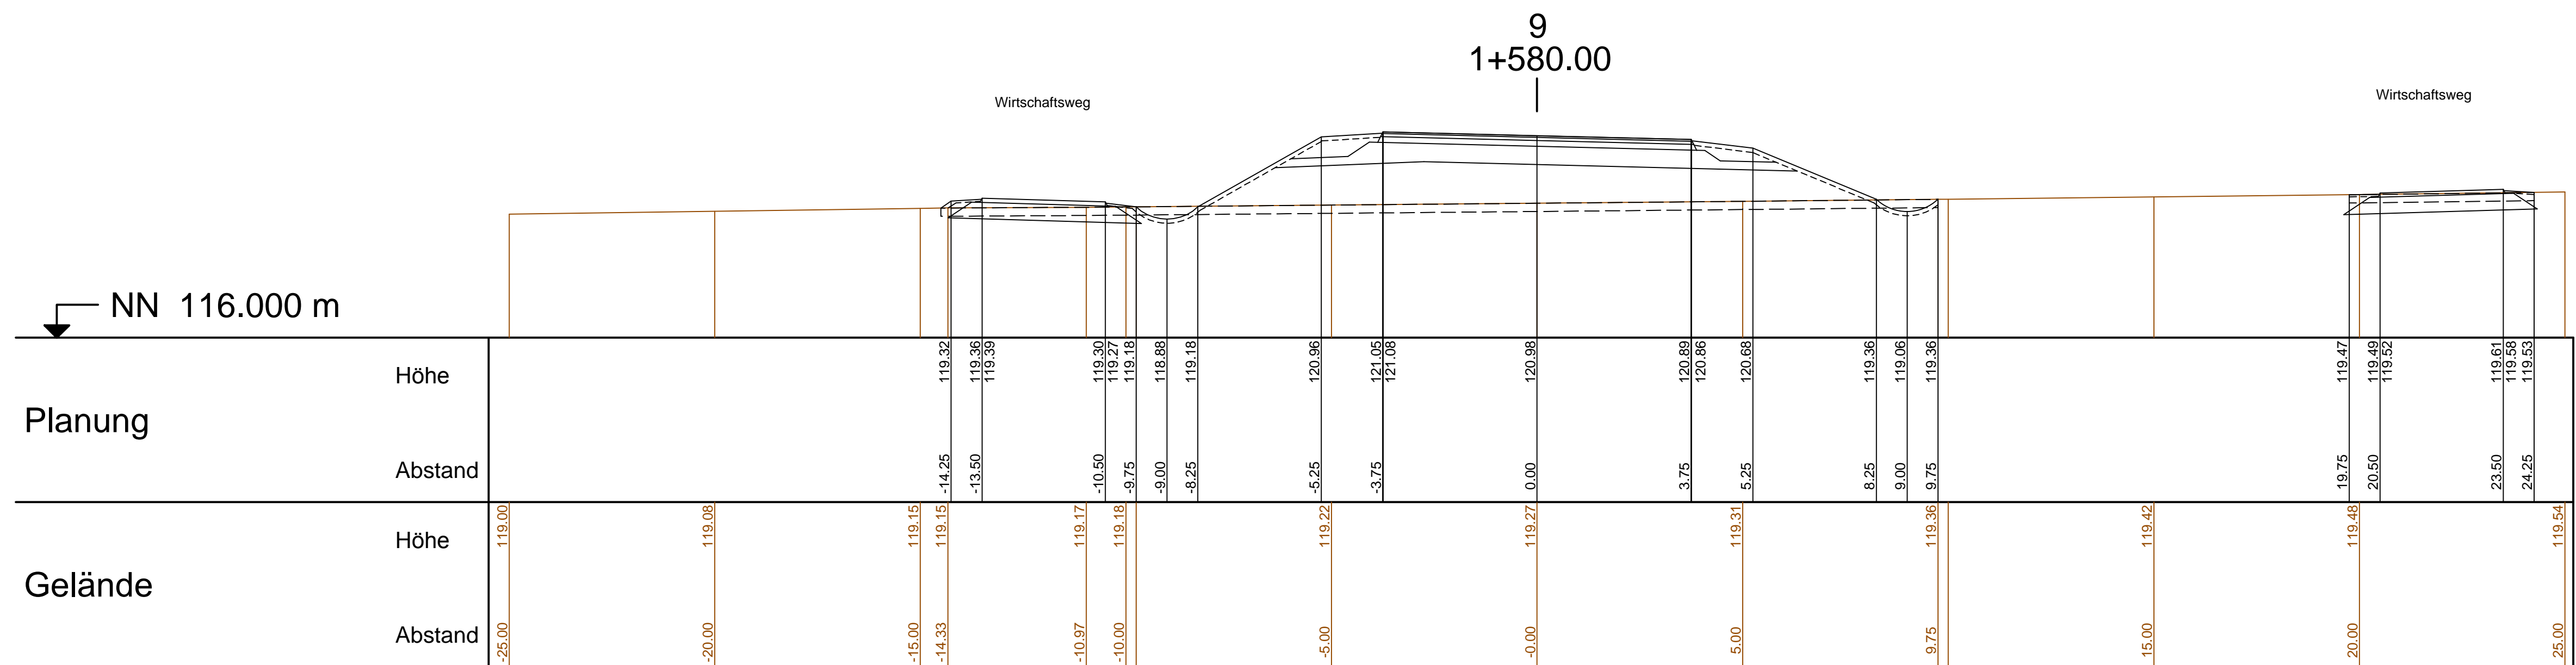 9
1+580.00
Wirtschaftsweg
Wirtschaftsweg
NN 116.000 m
Planung
Höhe
119.32 119.36 119.39 119.30 119.27 119.18 118.88 119.18 120.96 121.05 121.08 120.98 120.89 120.86 120.68 119.36 119.06 119.36 119.47 119.49 119.52 119.61 119.58 119.53
Abstand
-14.25 -13.50 -10.50 -9.75 -9.00 -8.25 -5.25 -3.75 0.00 3.75 5.25 8.25 9.00 9.75 19.75 20.50 23.50 24.25
Gelände
Höhe
119.00 119.08 119.15 119.15 119.17 119.18 119.22 119.27 119.31 119.36 119.42 119.48 119.54
Abstand
-25.00 -20.00 -15.00 -14.33 -10.97 -10.00 -5.00 -0.00 5.00 9.75 15.00 20.00 25.00